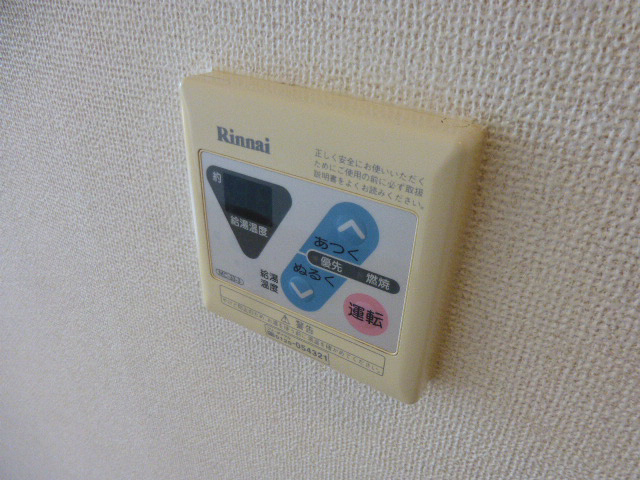 Rinnai
正しく安全にお使いいただく
ためにご使用の前に必ず取扱
説明書をよくお読みください。
約
給湯温度
あつく
優先 燃焼
ぬるく
給湯
温度
運転
⚠ 警告
054321